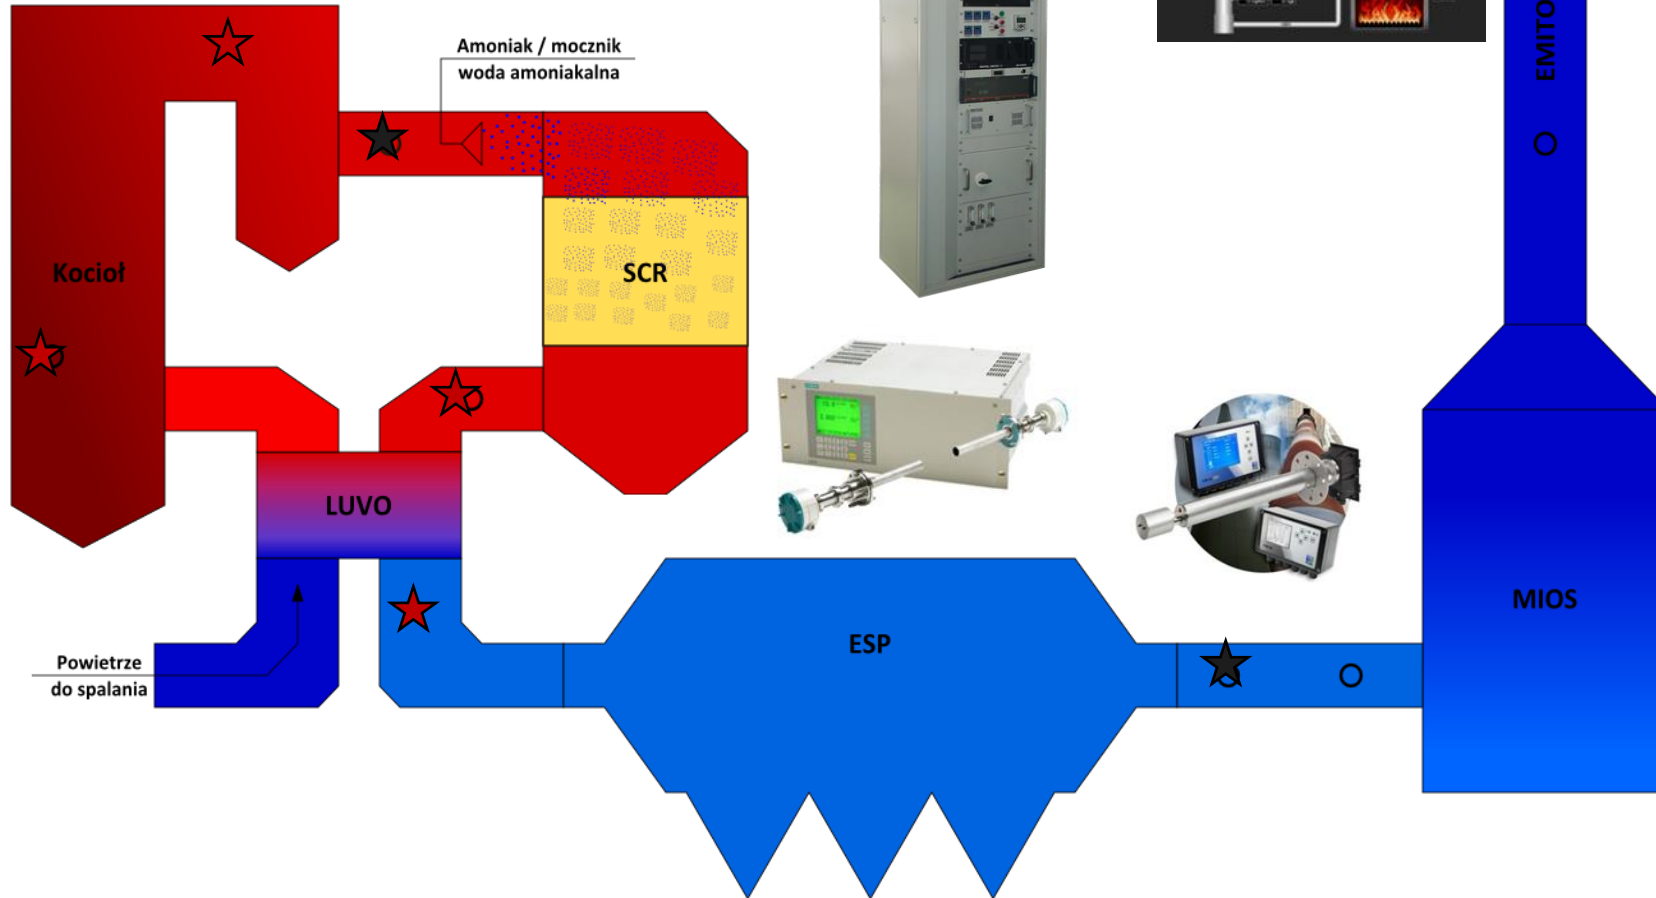 Amoniak / mocznik
woda amoniakalna
EMITO
Kocioł
SCR
LUVO
ESP
MIOS
Powietrze
do spalania